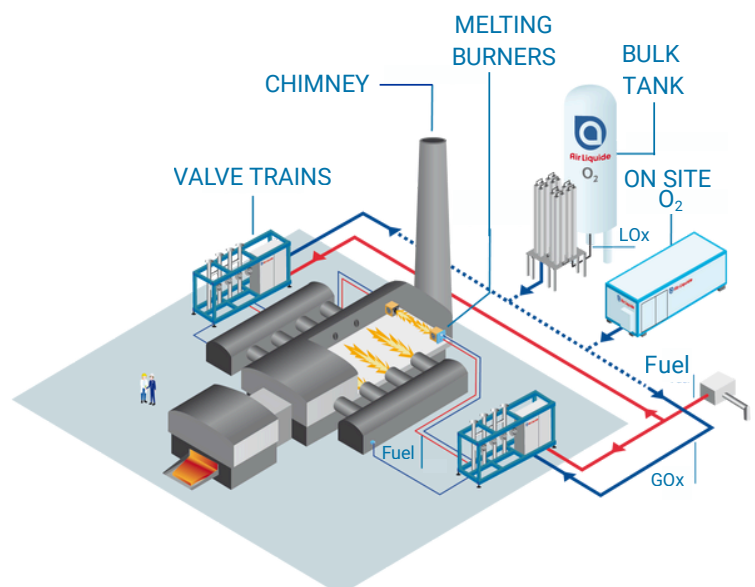 MELTING
BURNERS
BULK
TANK
CHIMNEY
Air Liquide
O₂
VALVE TRAINS
ON SITE
O₂
LOx
Fuel
Fuel
GOx